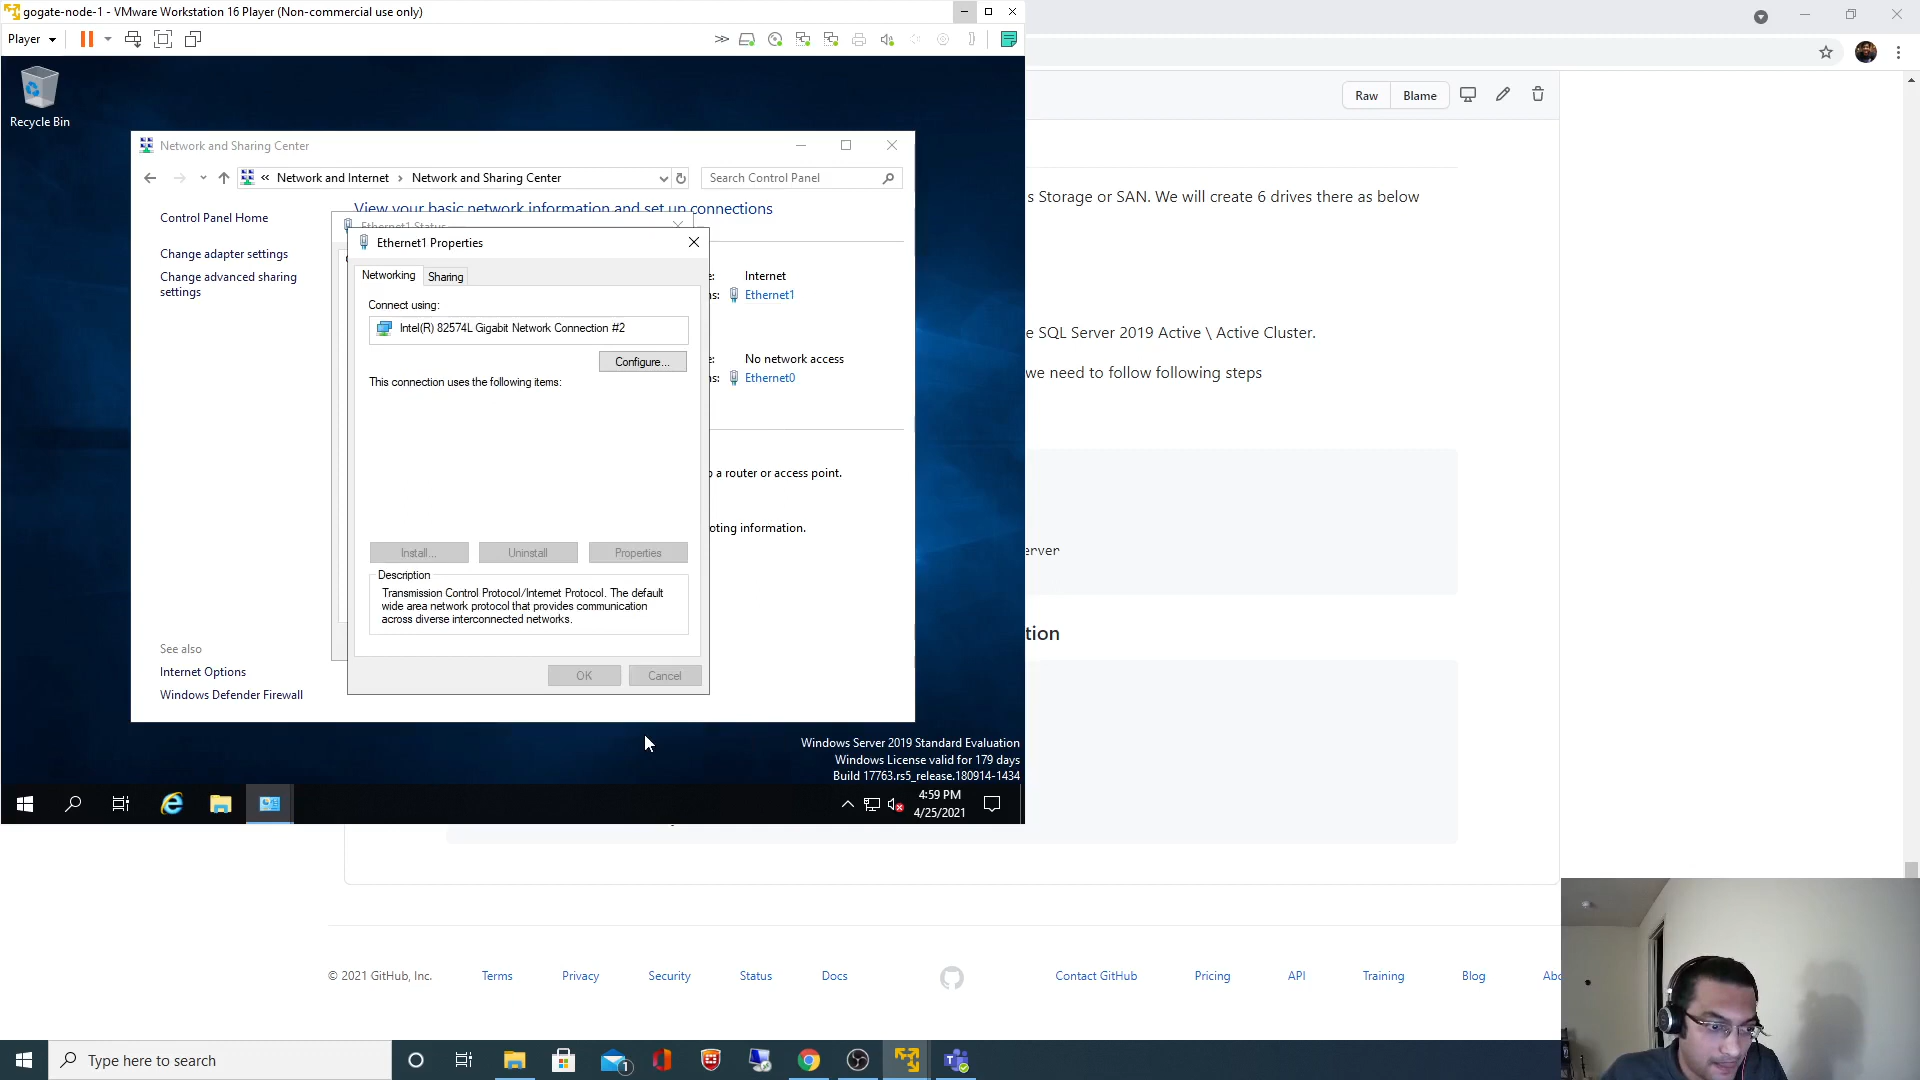 gogate-node-1 - VMware Workstation 16 Player (Non-commercial use only)
Player
Recycle Bin
Network and Sharing Center
Network and Internet > Network and Sharing Center
Search Control Panel
Control Panel Home
Change adapter settings
Change advanced sharing
settings
View your basic network information and set up connections
Ethernet1 Status
Ethernet1 Properties
Networking
Sharing
Connect using:
Intel(R) 82574L Gigabit Network Connection #2
Configure...
This connection uses the following items:
Install...
Uninstall
Properties
Description
Transmission Control Protocol/Internet Protocol. The default
wide area network protocol that provides communication
across diverse interconnected networks.
OK
Cancel
Internet
Ethernet1
No network access
Ethernet0
a router or access point.
information.
See also
Internet Options
Windows Defender Firewall
Windows Server 2019 Standard Evaluation
Windows License valid for 179 days
Build 17763.rs5_release.180914-1434
4:59 PM
4/25/2021
Raw
Blame
s Storage or SAN. We will create 6 drives there as below
e SQL Server 2019 Active \ Active Cluster.
we need to follow following steps
erver
tion
© 2021 GitHub, Inc.
Terms
Privacy
Security
Status
Docs
Contact GitHub
Pricing
API
Training
Blog
Abo
Type here to search